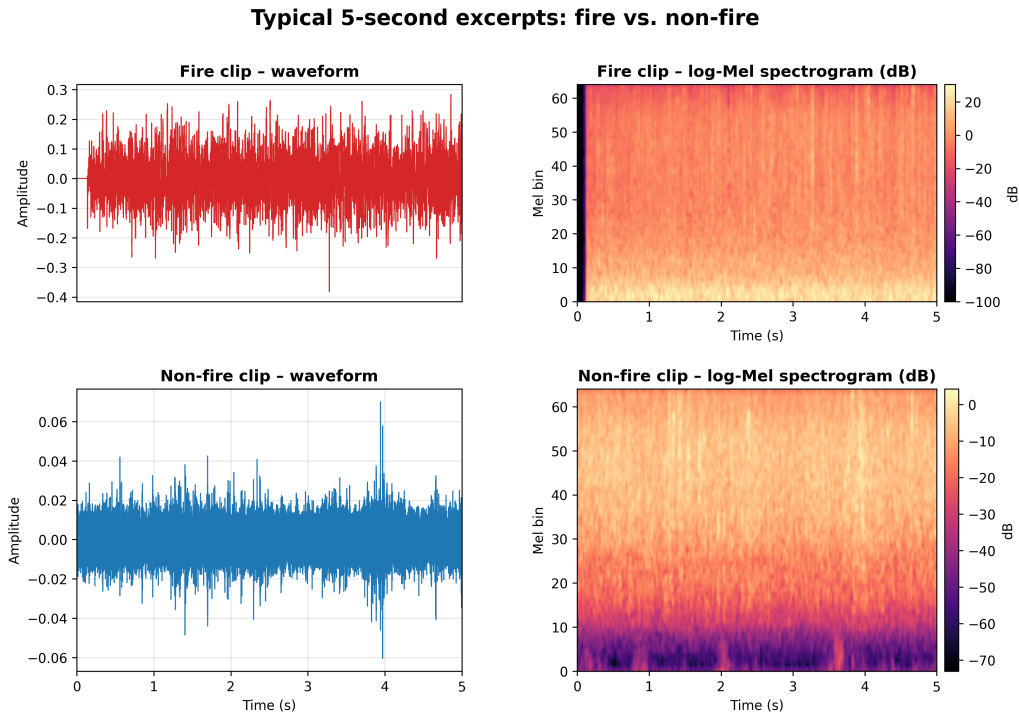 Typical 5-second excerpts: fire vs. non-fire
Fire clip – waveform
Amplitude
0.3
0.2
0.1
0.0
−0.1
−0.2
−0.3
−0.4
Fire clip – log-Mel spectrogram (dB)
Mel bin
60
50
40
30
20
10
0
0 1 2 3 4 5
Time (s)
20
0
−20
−40
−60
−80
−100
dB
Non-fire clip – waveform
Amplitude
0.06
0.04
0.02
0.00
−0.02
−0.04
−0.06
0 1 2 3 4 5
Time (s)
Non-fire clip – log-Mel spectrogram (dB)
Mel bin
60
50
40
30
20
10
0
0 1 2 3 4 5
Time (s)
0
−10
−20
−30
−40
−50
−60
−70
dB